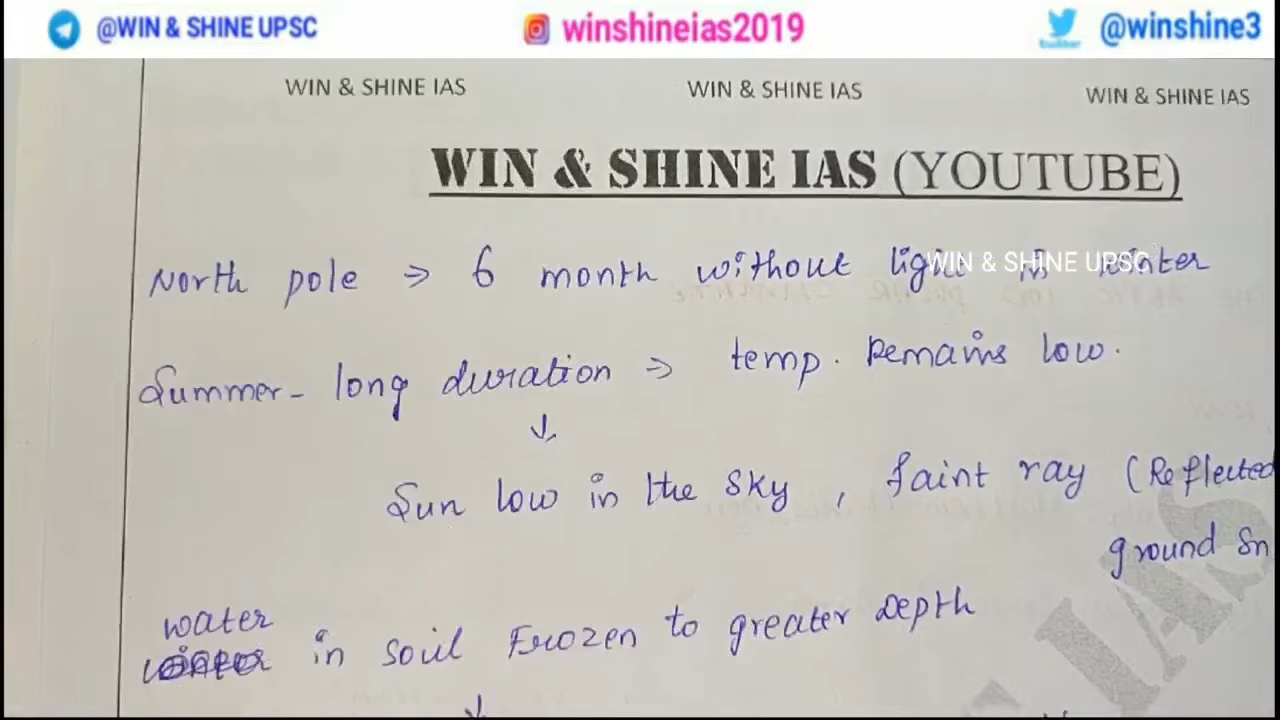 @WIN & SHINE UPSC winshineias2019 @winshine3
WIN & SHINE IAS WIN & SHINE IAS WIN & SHINE IAS
WIN & SHINE IAS (YOUTUBE)
North pole ⇒ 6 month without light in winter
WIN & SHINE UPSC
Summer - long duration ⇒ temp. Remains low.
↓
Sun low in the sky, faint ray (Reflected
ground Sn
water
in soil Frozen to greater Depth
↓
IAS